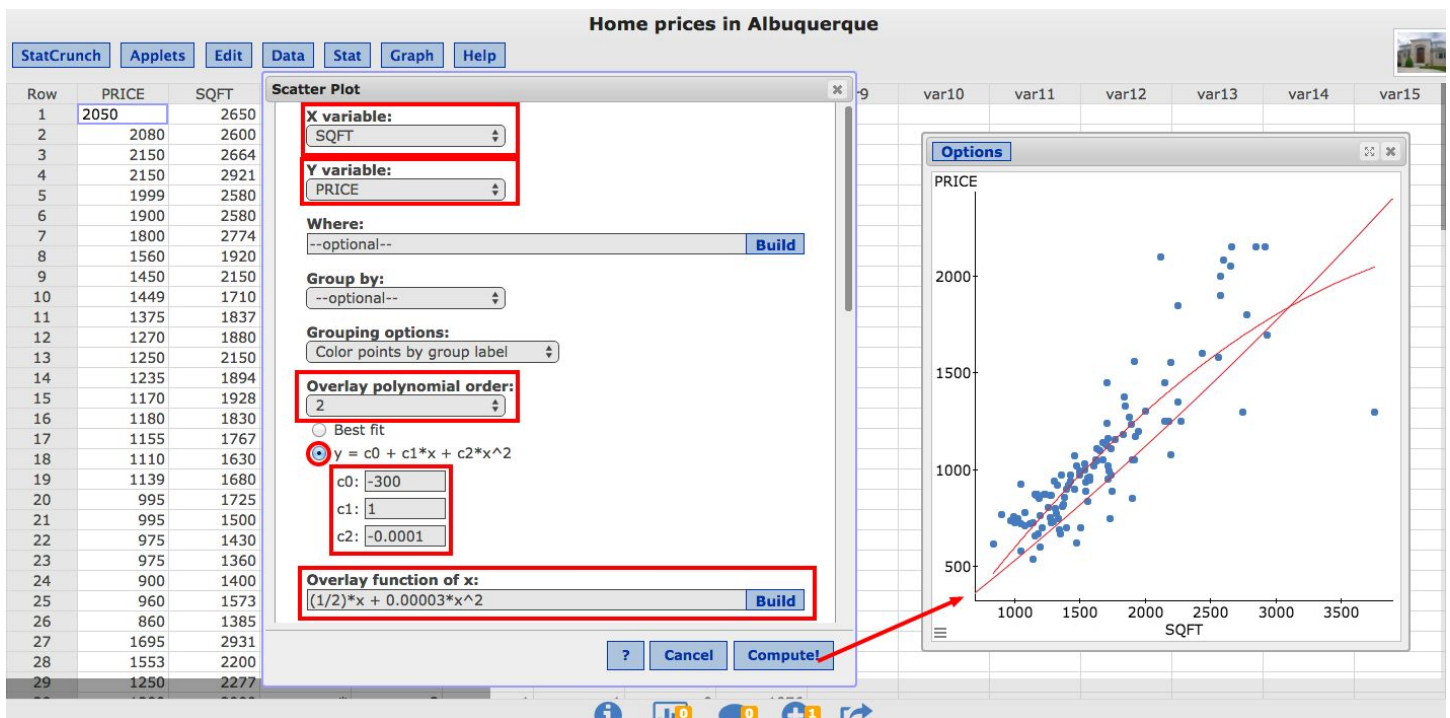 Home prices in Albuquerque
StatCrunch Applets Edit Data Stat Graph Help
Row PRICE SQFT Scatter Plot 9 var10 var11 var12 var13 var14 var15
1 2050 2650
2 2080 2600
3 2150 2664
4 2150 2921
5 1999 2580
6 1900 2580
7 1800 2774
8 1560 1920
9 1450 2150
10 1449 1710
11 1375 1837
12 1270 1880
13 1250 2150
14 1235 1894
15 1170 1928
16 1180 1830
17 1155 1767
18 1110 1630
19 1139 1680
20 995 1725
21 995 1500
22 975 1430
23 975 1360
24 900 1400
25 960 1573
26 860 1385
27 1695 2931
28 1553 2200
29 1250 2277
X variable:
SQFT
Y variable:
PRICE
Where:
--optional-- Build
Group by:
--optional--
Grouping options:
Color points by group label
Overlay polynomial order:
2
Best fit
y = c0 + c1*x + c2*x^2
c0: -300
c1: 1
c2: -0.0001
Overlay function of x:
(1/2)*x + 0.00003*x^2 Build
? Cancel Compute!
Options
PRICE
2000
1500
1000
500
1000 1500 2000 2500 3000 3500
SQFT
0 0 1